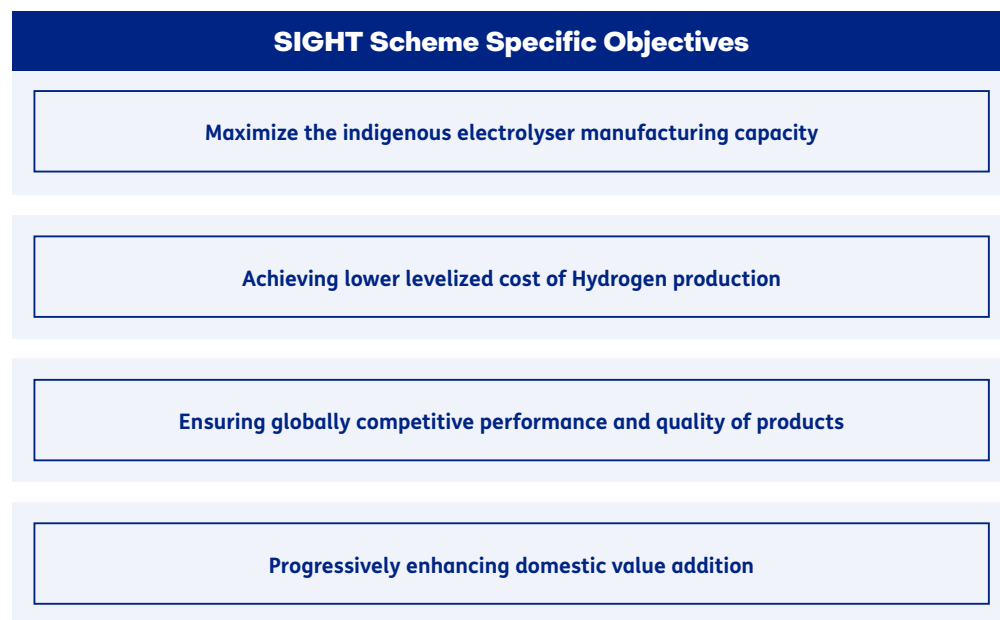 SIGHT Scheme Specific Objectives
Maximize the indigenous electrolyser manufacturing capacity
Achieving lower levelized cost of Hydrogen production
Ensuring globally competitive performance and quality of products
Progressively enhancing domestic value addition